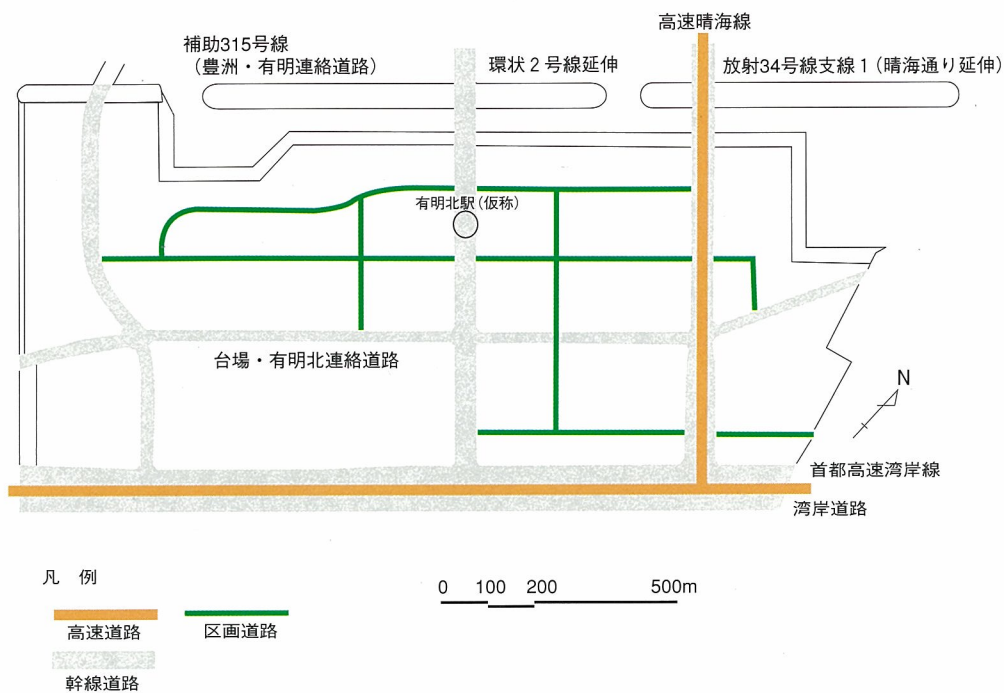 高速晴海線
補助315号線
(豊洲・有明連絡道路)
環状2号線延伸
放射34号線支線1(晴海通り延伸)
有明北駅(仮称)
台場・有明北連絡道路
N
首都高速湾岸線
湾岸道路
凡 例
0 100 200 500m
高速道路
区画道路
幹線道路